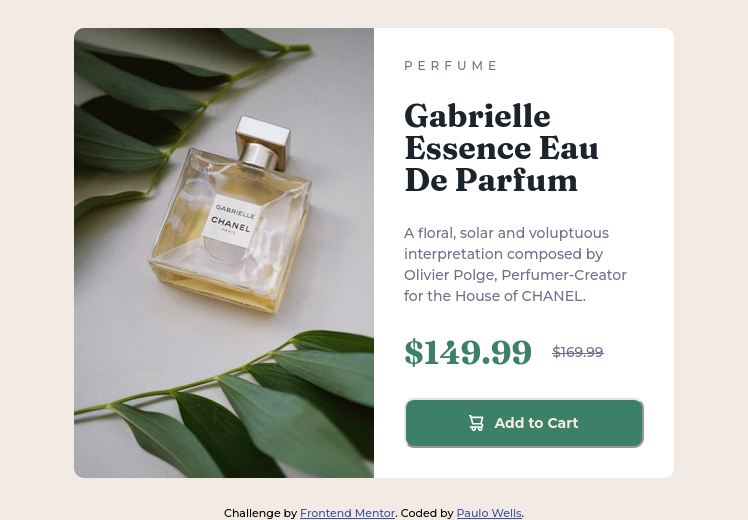 PERFUME
Gabrielle
Essence Eau
De Parfum
A floral, solar and voluptuous
interpretation composed by
Olivier Polge, Perfumer-Creator
for the House of CHANEL.
$149.99 $169.99
Add to Cart
GABRIELLE
CHANEL
PARIS
Challenge by Frontend Mentor. Coded by Paulo Wells.